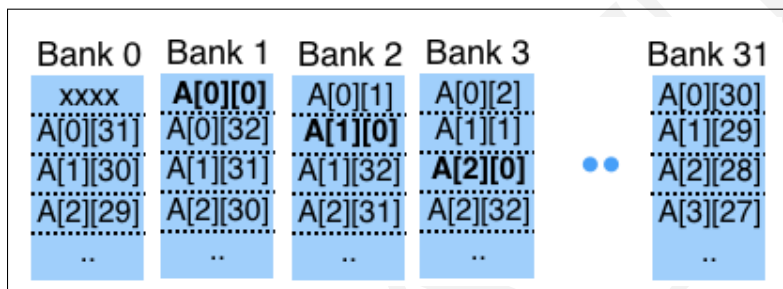 Bank 0 Bank 1 Bank 2 Bank 3 Bank 31
xxxx A[0][0] A[0][1] A[0][2] A[0][30]
A[0][31] A[0][32] A[1][0] A[1][1] A[1][29]
A[1][30] A[1][31] A[1][32] A[2][0] A[2][28]
A[2][29] A[2][30] A[2][31] A[2][32] A[3][27]
.. .. .. .. ..